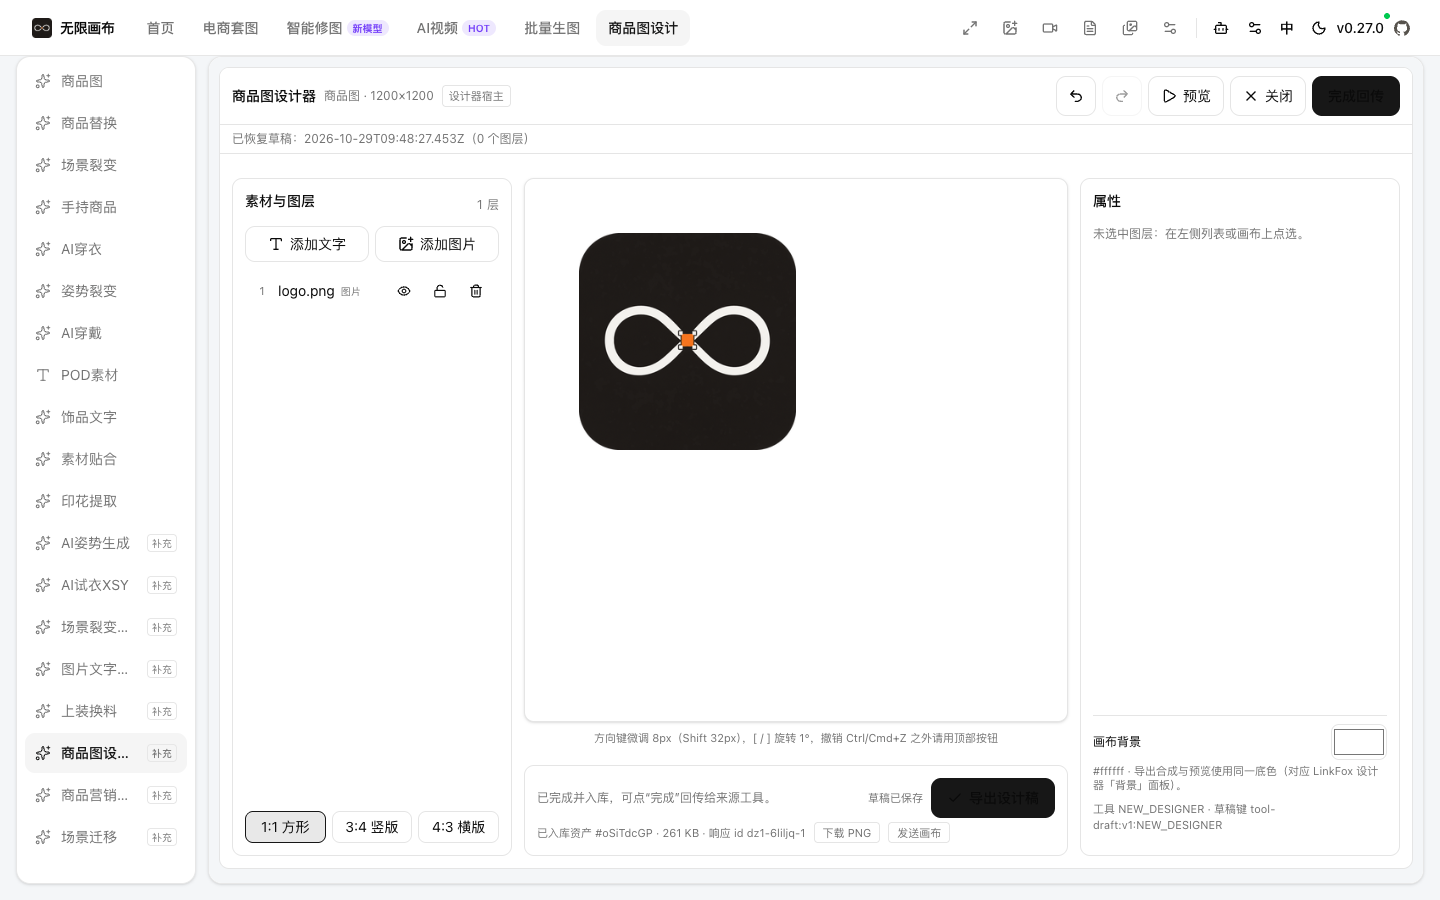 无限画布 首页 电商套图 智能修图 新模型 AI视频 HOT 批量生图 商品图设计 中 v0.27.0
商品图
商品替换
场景裂变
手持商品
AI穿衣
姿势裂变
AI穿戴
POD素材
饰品文字
素材贴合
印花提取
AI姿势生成 补充
AI试衣XSY 补充
场景裂变... 补充
图片文字... 补充
上装换料 补充
商品图设... 补充
商品营销... 补充
场景迁移 补充
商品图设计器 商品图 · 1200×1200 设计器宿主 预览 关闭 完成回传
已恢复草稿：2026-10-29T09:48:27.453Z（0 个图层）
素材与图层 1 层
添加文字 添加图片
1 logo.png 图片
1:1 方形 3:4 竖版 4:3 横版
方向键微调 8px（Shift 32px），[ / ] 旋转 1°，撤销 Ctrl/Cmd+Z 之外请用顶部按钮
已完成并入库，可点“完成”回传给来源工具。 草稿已保存 导出设计稿
已入库资产 #oSiTdcGP · 261 KB · 响应 id dz1-6liljq-1 下载 PNG 发送画布
属性
未选中图层：在左侧列表或画布上点选。
画布背景
#ffffff · 导出合成与预览使用同一底色（对应 LinkFox 设计
器「背景」面板）。
工具 NEW_DESIGNER · 草稿键 tool-
draft:v1:NEW_DESIGNER